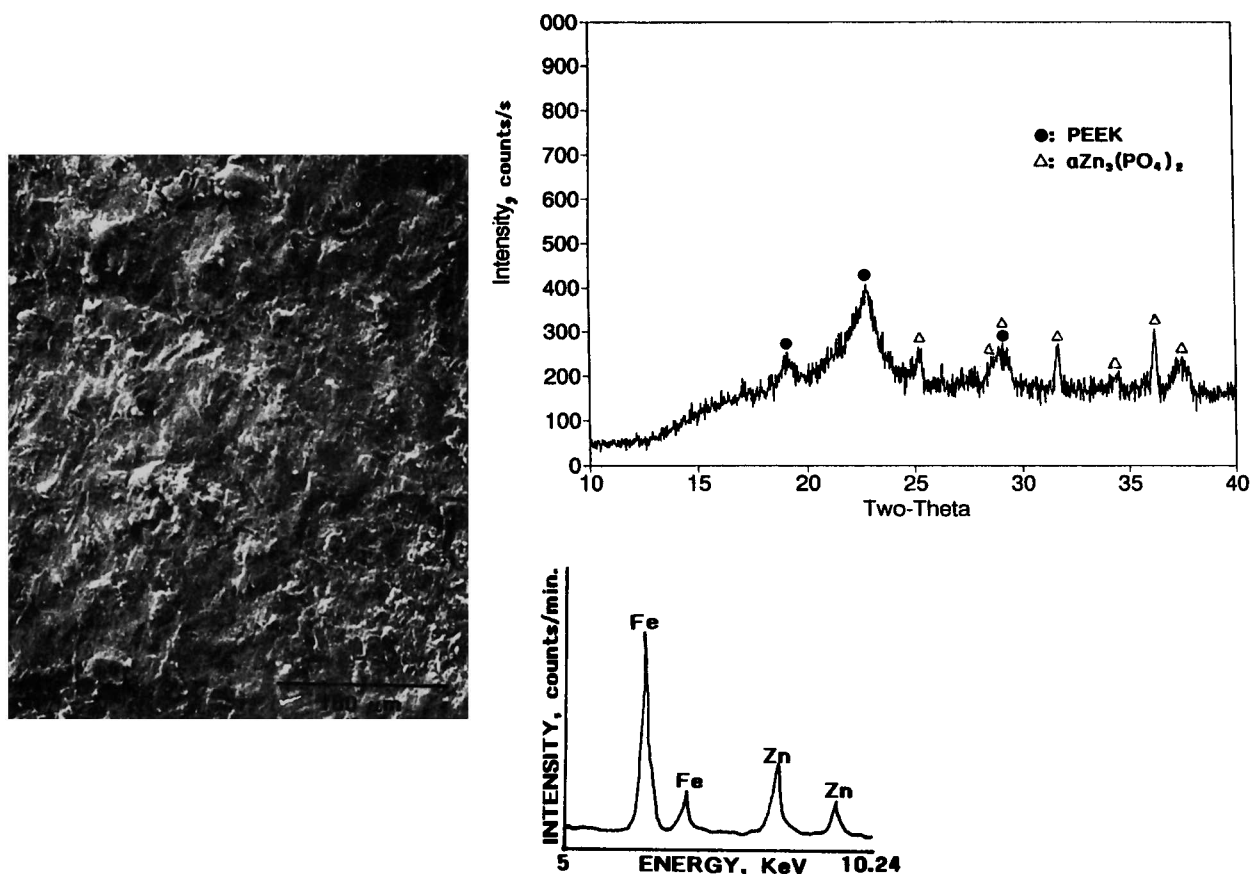 100 μm
000
900
800
700
600
500
400
300
200
100
0
Intensity, counts/s
●: PEEK
△: αZn₃(PO₄)₂
10 15 20 25 30 35 40
Two-Theta
INTENSITY, counts/min.
Fe
Fe
Zn
Zn
5 ENERGY, KeV 10.24